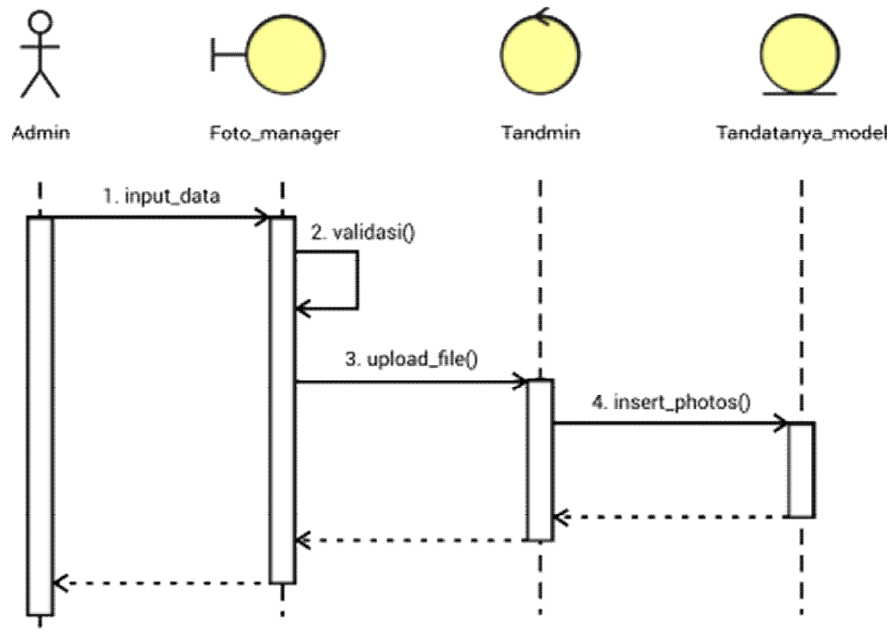 Admin
Foto_manager
Tandmin
Tandatanya_model
1. input_data
2. validasi()
3. upload_file()
4. insert_photos()